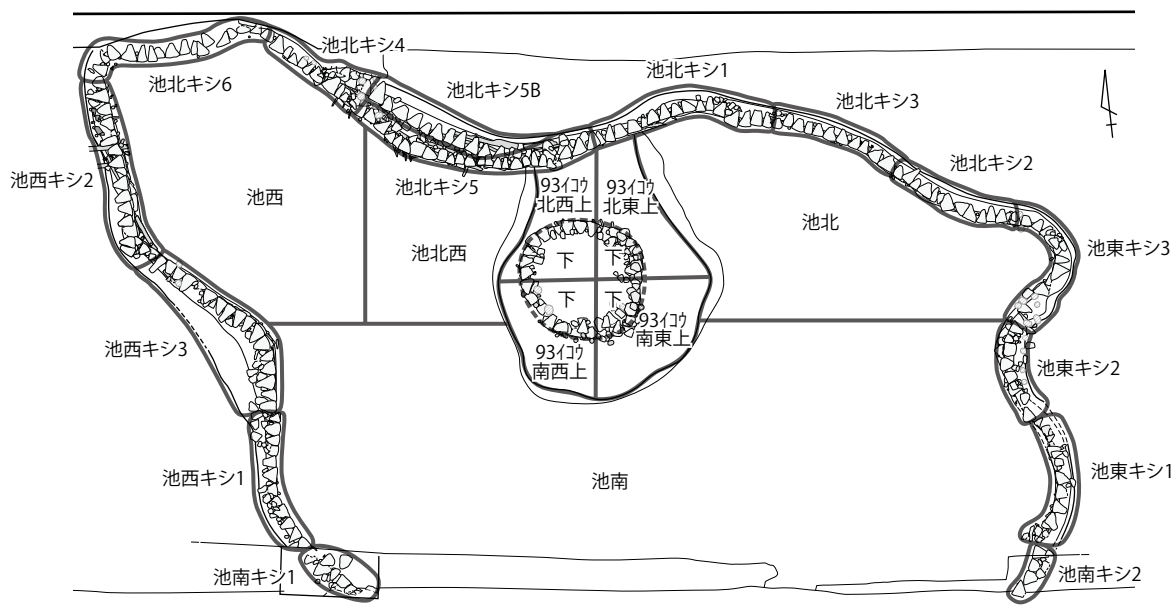 池北キシ4
池北キシ1
池北キシ6
池北キシ5B
池北キシ3
池北キシ2
池西キシ2
池西
池北キシ5
93イコウ
北西上
93イコウ
北東上
池北
池北西
池東キシ3
下
下
下
下
93イコウ
南東上
池西キシ3
93イコウ
南西上
池東キシ2
池西キシ1
池南
池東キシ1
池南キシ1
池南キシ2